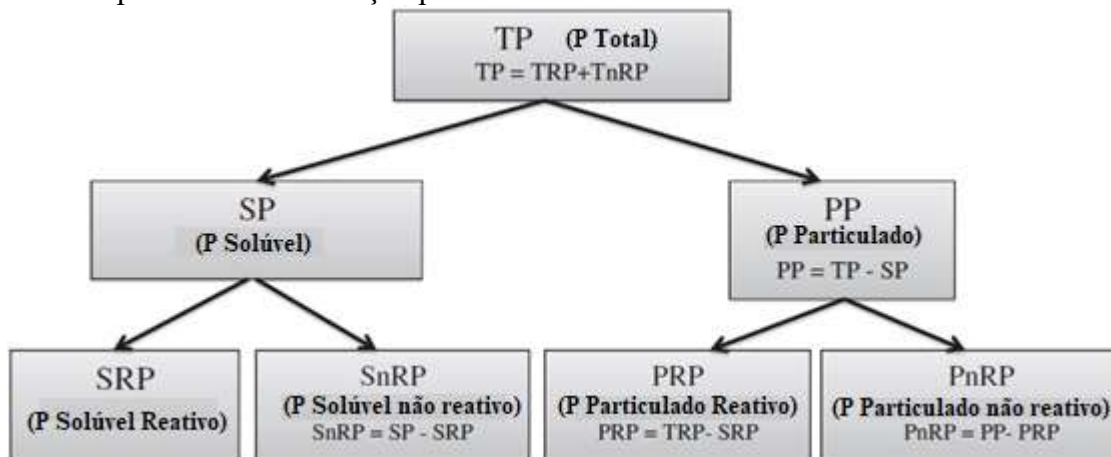 TP (P Total)
TP = TRP+TnRP
SP
(P Solúvel)
PP
(P Particulado)
PP = TP - SP
SRP
(P Solúvel Reativo)
SnRP
(P Solúvel não reativo)
SnRP = SP - SRP
PRP
(P Particulado Reativo)
PRP = TRP- SRP
PnRP
(P Particulado não reativo)
PnRP = PP- PRP